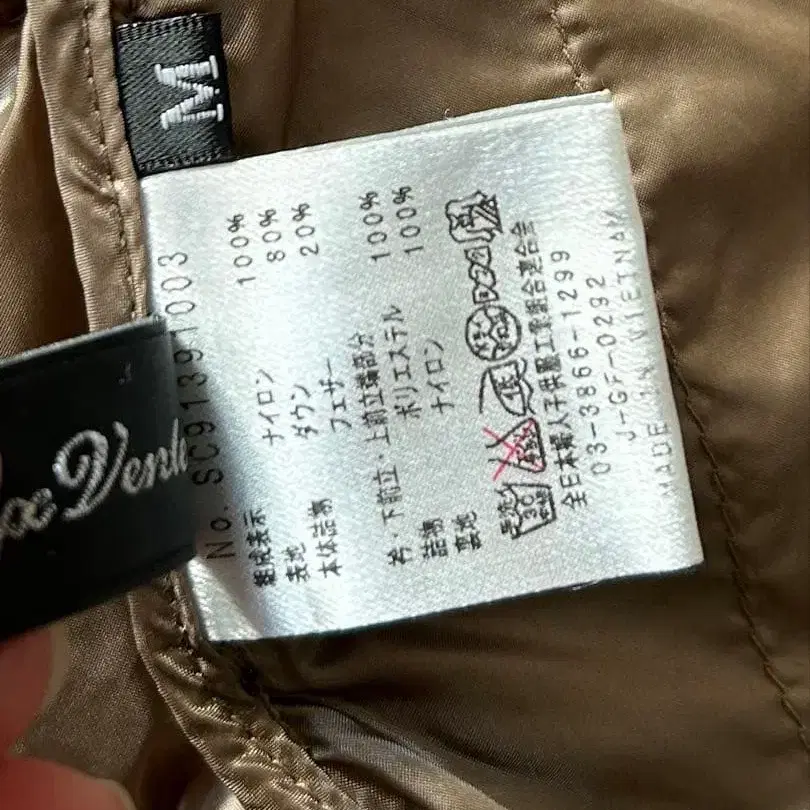 M
No. SC91391003
組成表示
表地 ナイロン 100%
本体詰物 ダウン 80%
フェザー 20%
衿・下前立・上前立端部分
詰物 ポリエステル 100%
裏地 ナイロン 100%
30
低
全日本婦人子供服工業組合連合会
03-3866-1299
J-GF-0292
MADE IN VIETNAM